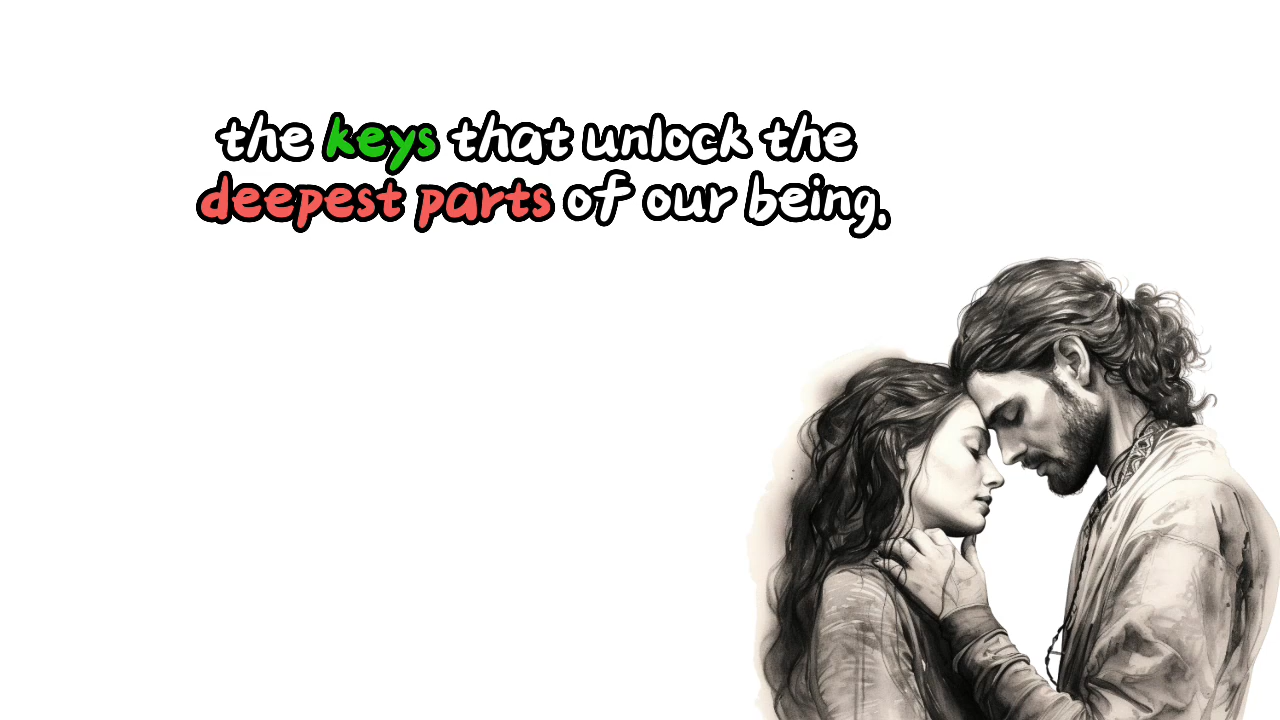 the keys that unlock the
deepest parts of our being.